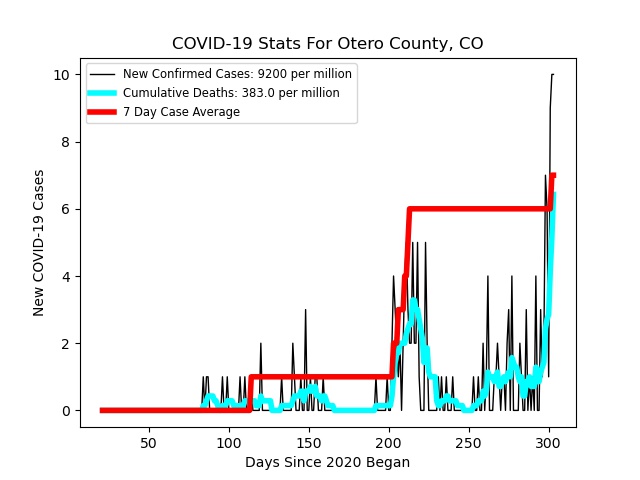 COVID-19 Stats For Otero County, CO
New Confirmed Cases: 9200 per million
Cumulative Deaths: 383.0 per million
7 Day Case Average
New COVID-19 Cases
10
8
6
4
2
0
50 100 150 200 250 300
Days Since 2020 Began